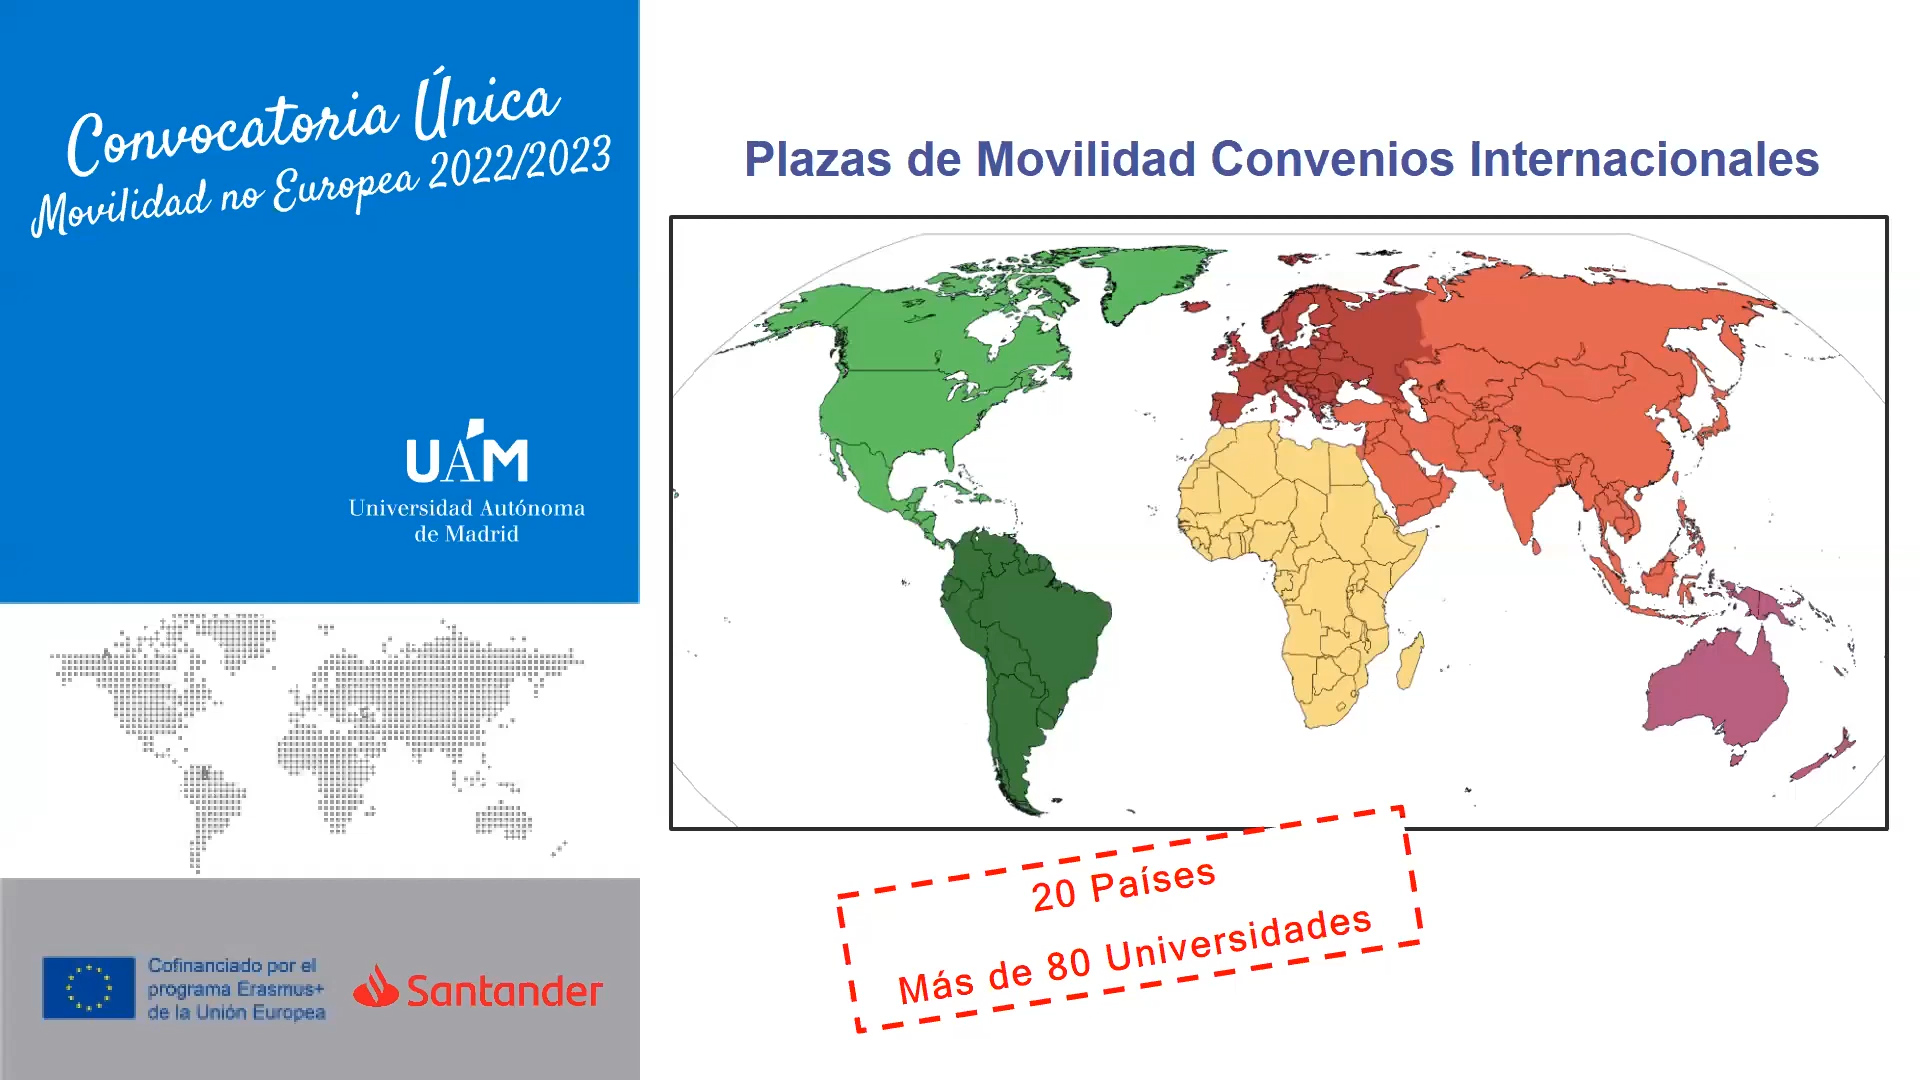 Convocatoria Única
Movilidad no Europea 2022/2023
UAM
Universidad Autónoma
de Madrid
Cofinanciado por el
programa Erasmus+
de la Unión Europea
Santander
Plazas de Movilidad Convenios Internacionales
20 Países
Más de 80 Universidades